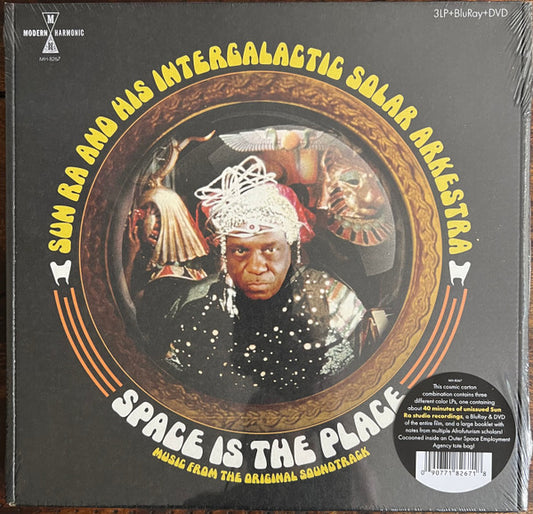 M
MODERN HARMONIC
H
MH-8267
3LP+BluRay+DVD
SUN RA AND HIS INTERGALACTIC SOLAR ARKESTRA
SPACE IS THE PLACE
MUSIC FROM THE ORIGINAL SOUNDTRACK
MH-8267
This cosmic carton
combination contains three
different color LPs, one containing
about 40 minutes of unissued Sun
Ra studio recordings, a BluRay & DVD
of the entire film, and a large booklet with
notes from multiple Afrofuturism scholars!
Cocooned inside an Outer Space Employment
Agency tote bag!
0 90771 82671 8